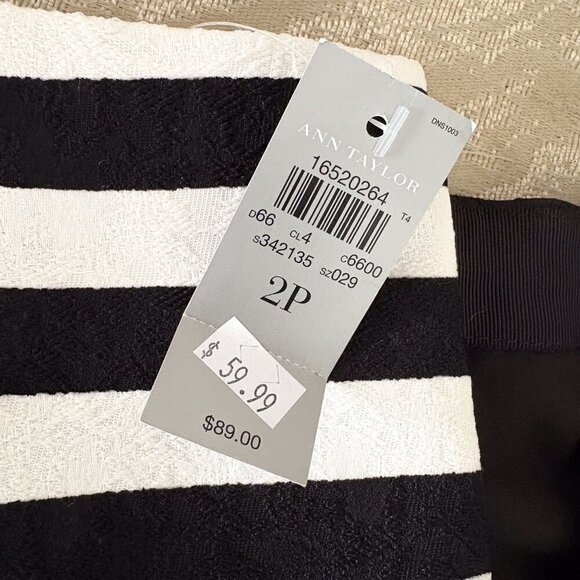 DNS1003
ANN TAYLOR
16520264
T4
D66 CL4 C6600
S342135 SZ029
2P
$ 59.99
$89.00